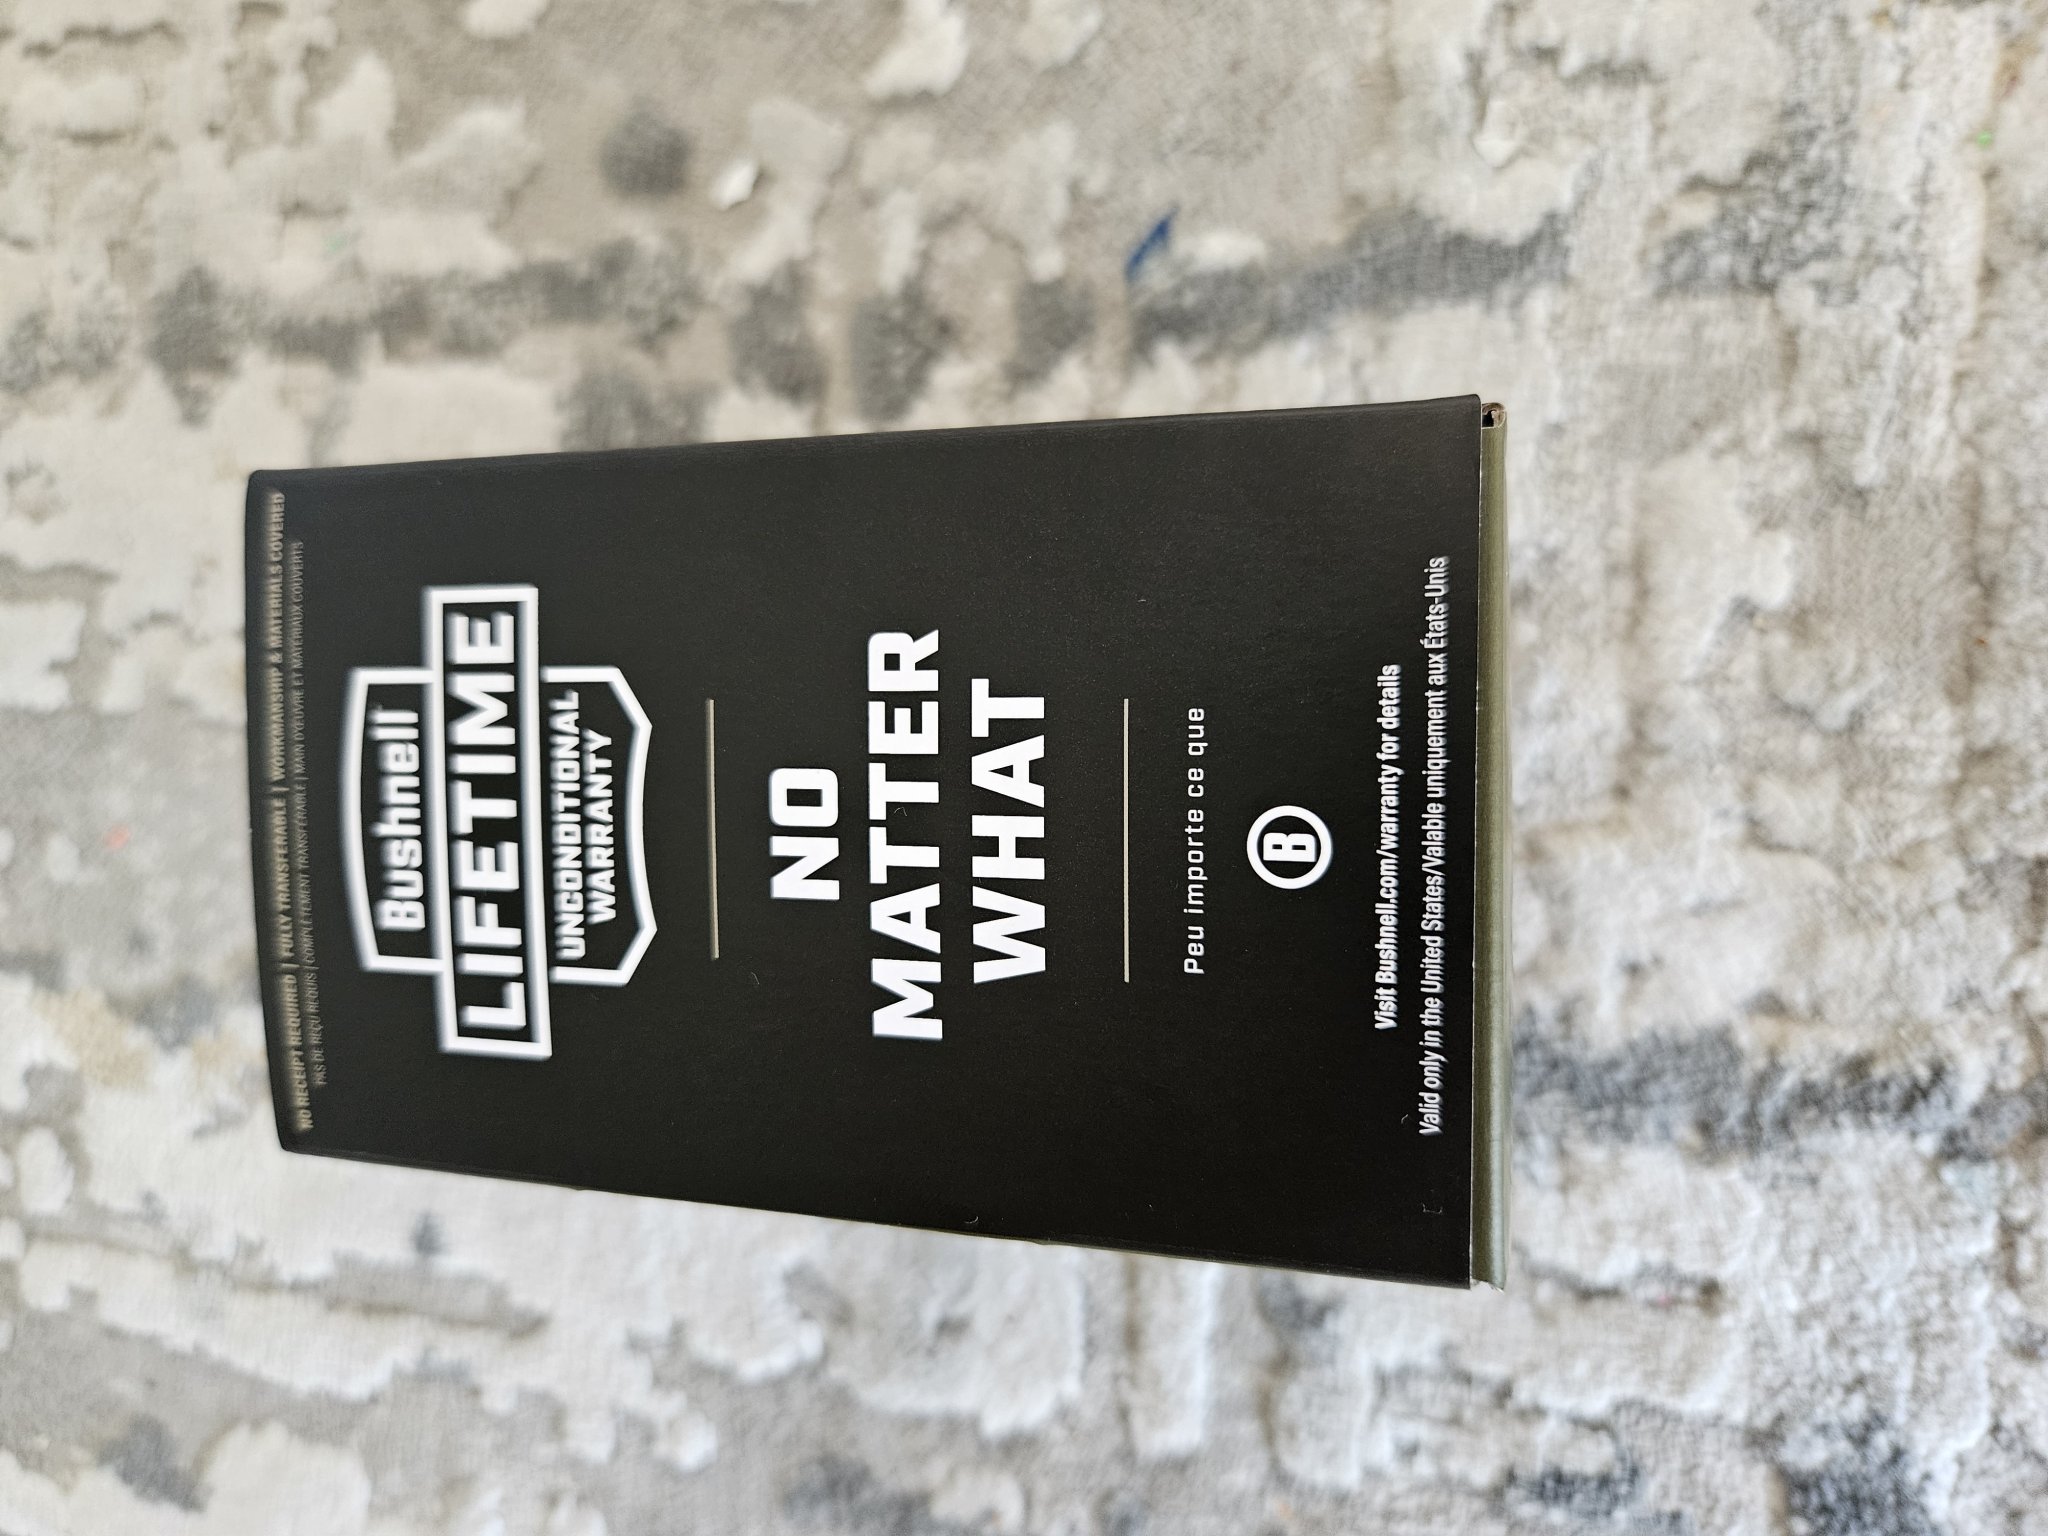 NO RECEIPT REQUIRED | FULLY TRANSFERABLE | WORKMANSHIP & MATERIALS COVERED
PAS DE REÇU REQUIS | COMPLÈTEMENT TRANSFÉRABLE | MAIN D'OEUVRE ET MATÉRIAUX COUVERTS
Bushnell
LIFETIME
UNCONDITIONAL
WARRANTY
NO
MATTER
WHAT
Peu importe ce que
B
Visit Bushnell.com/warranty for details
Valid only in the United States/Valable uniquement aux États-Unis